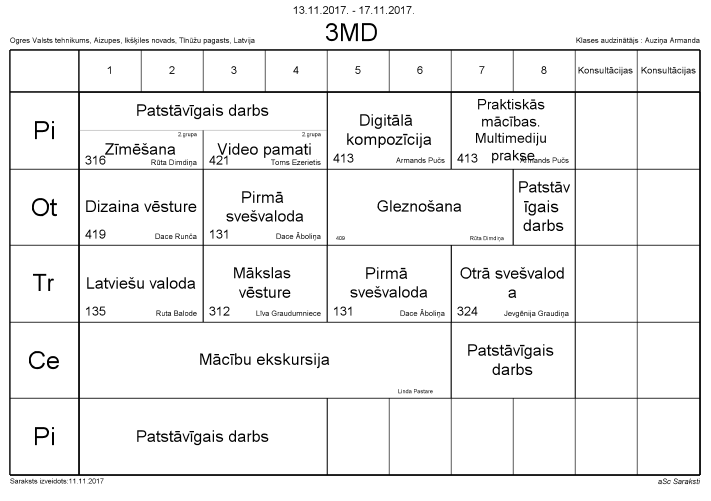 13.11.2017. - 17.11.2017.
3MD
Ogres Valsts tehnikums, Aizupes, Ikšķiles novads, Tīnūžu pagasts, Latvija
Klases audzinātājs : Auziņa Armanda
1 2 3 4 5 6 7 8 Konsultācijas Konsultācijas
Pi
Patstāvīgais darbs
2.grupa
Zīmēšana
316 Rūta Dimdiņa
2.grupa
Video pamati
421 Toms Ezerietis
Digitālā
kompozīcija
413 Armands Pučs
Praktiskās
mācības.
Multimediju
prakse
413 Armands Pučs
Ot
Dizaina vēsture
419 Dace Runča
Pirmā
svešvaloda
131 Dace Āboliņa
Gleznošana
409 Rūta Dimdiņa
Patstāv
īgais
darbs
Tr
Latviešu valoda
135 Ruta Balode
Mākslas
vēsture
312 Līva Graudumniece
Pirmā
svešvaloda
131 Dace Āboliņa
Otrā svešvalod
a
324 Jevgēnija Graudiņa
Ce
Mācību ekskursija
Linda Pastare
Patstāvīgais
darbs
Pi
Patstāvīgais darbs
Saraksts izveidots:11.11.2017
aSc Saraksti